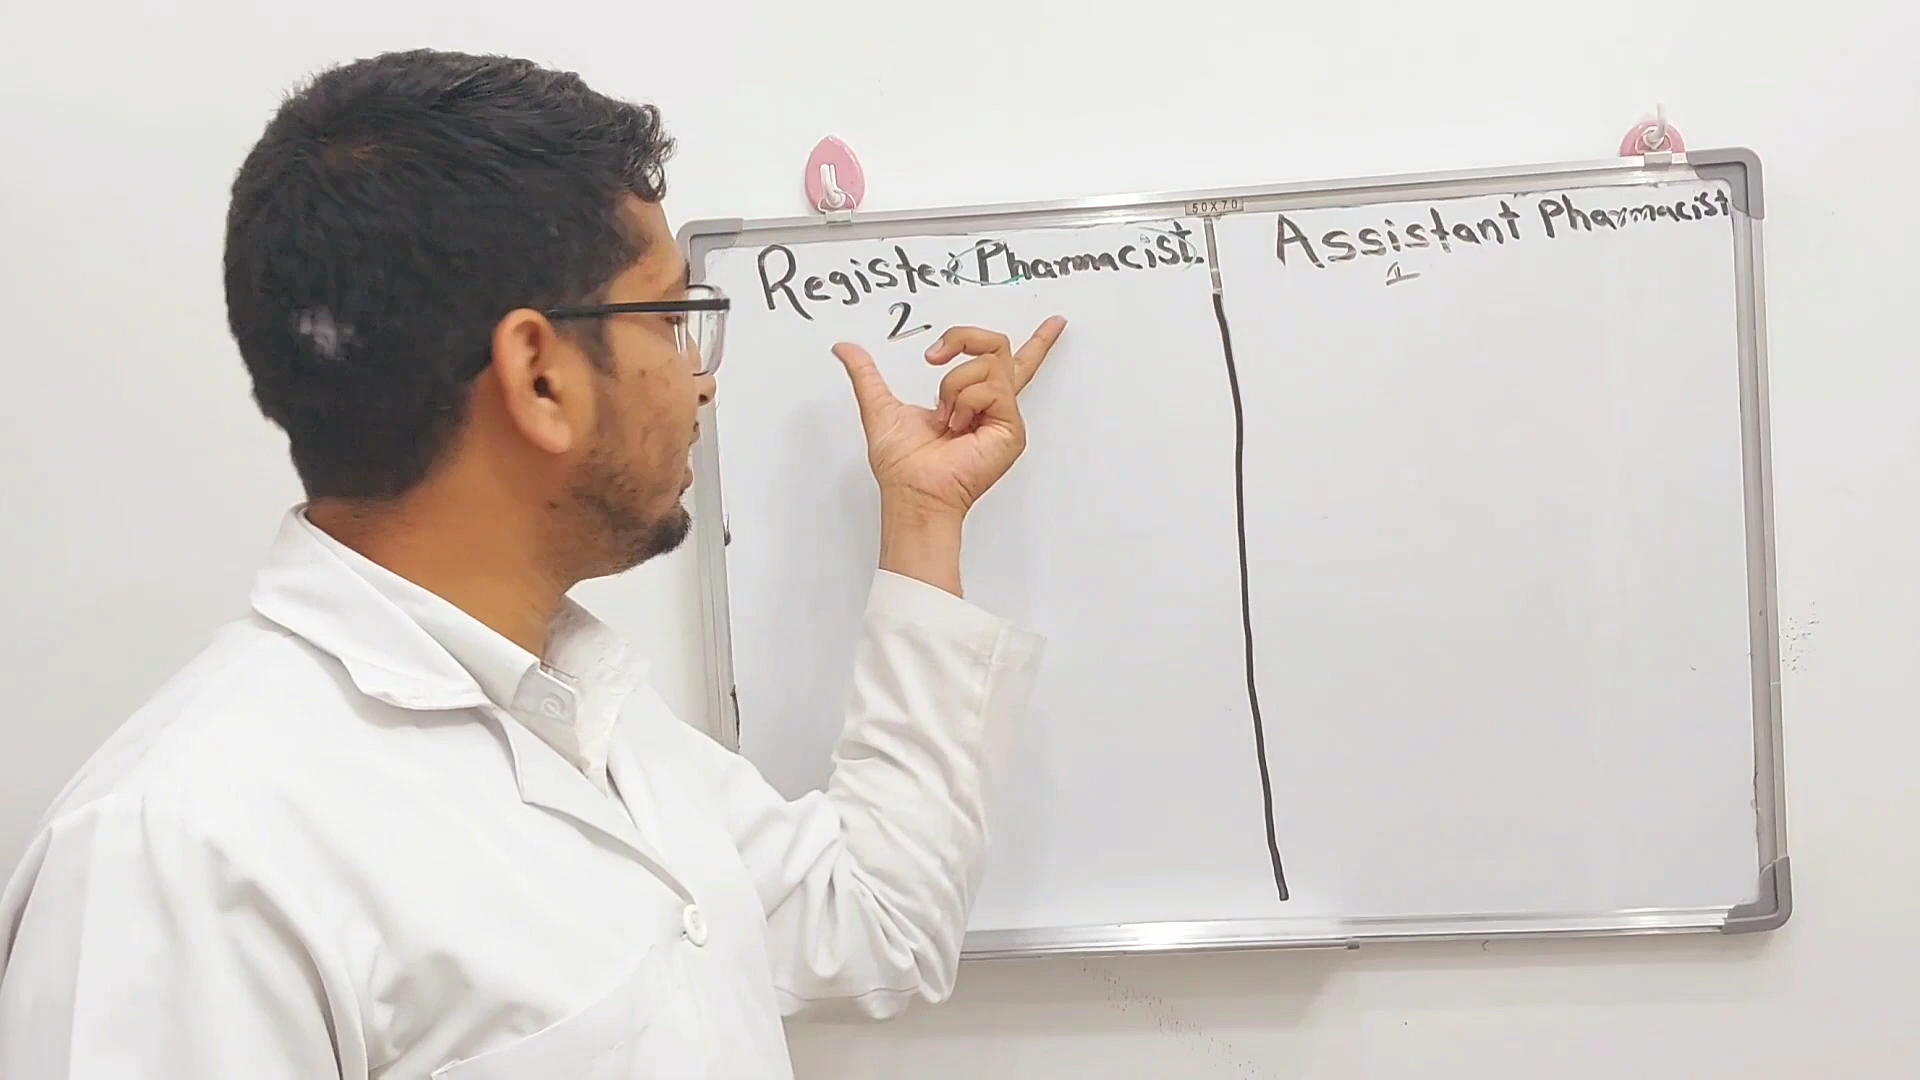 50X70
Register Pharmacist
2
Assistant Pharmacist
1